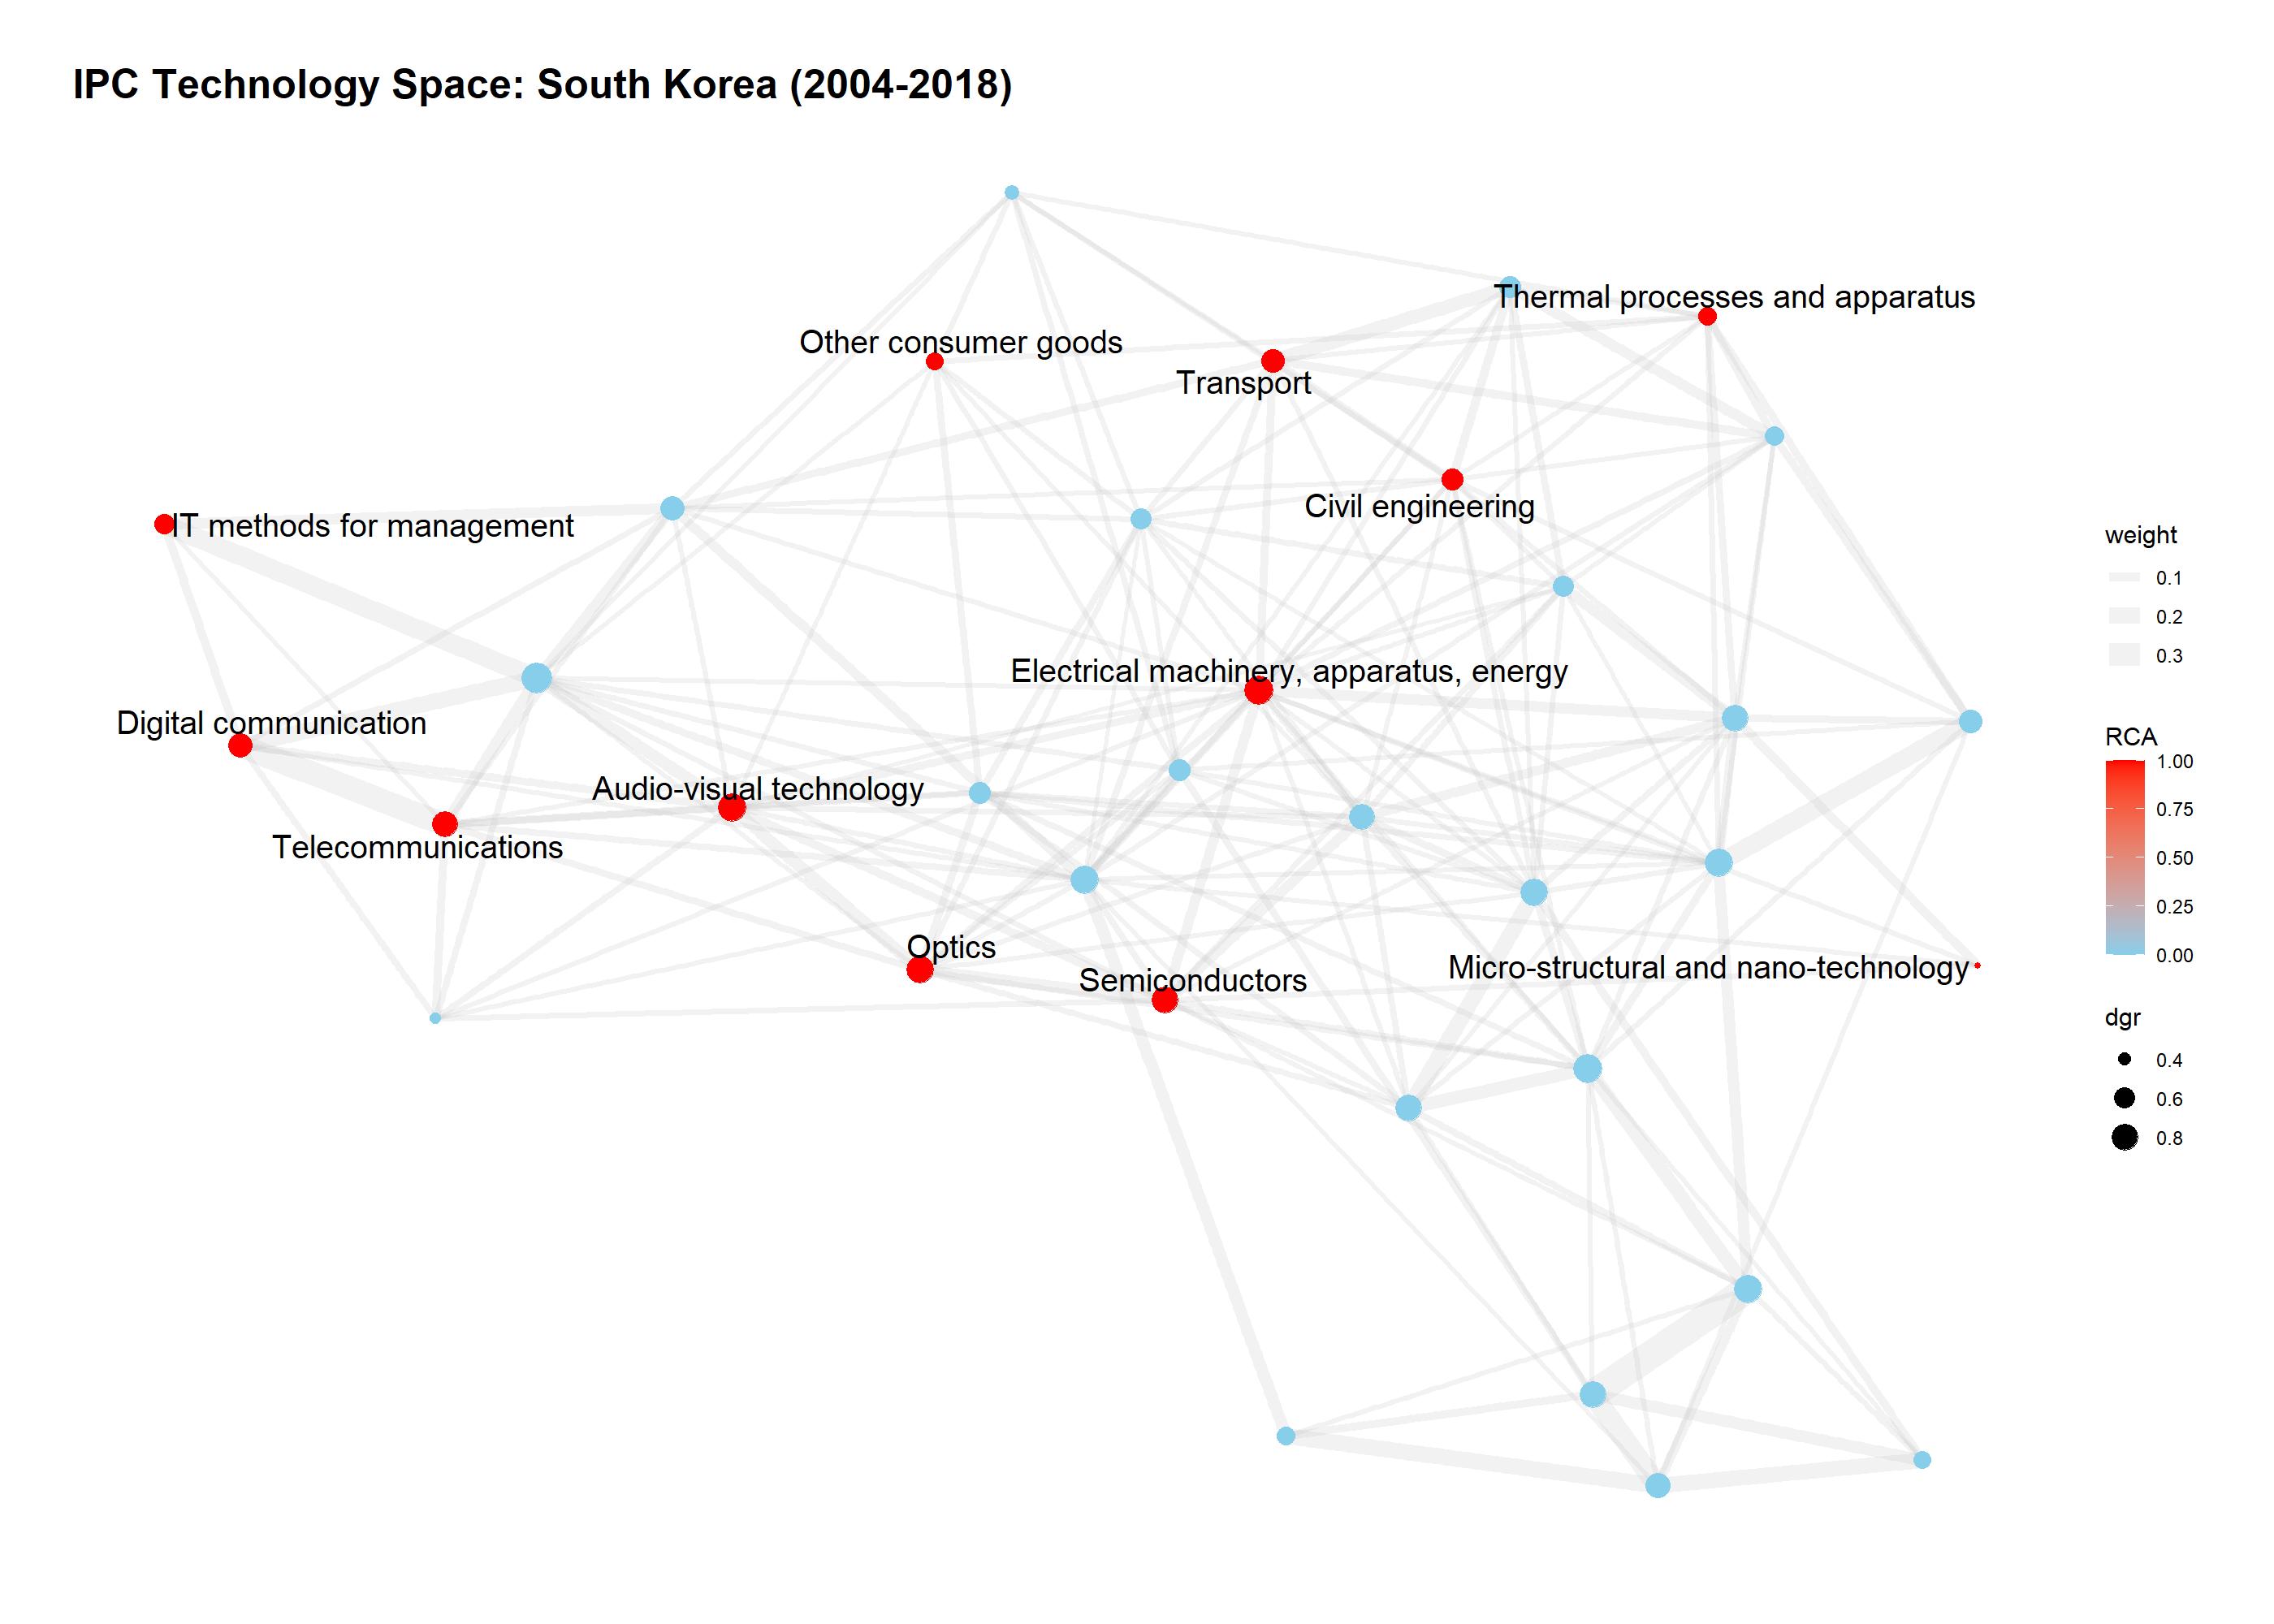 IPC Technology Space: South Korea (2004-2018)
Thermal processes and apparatus
Other consumer goods
Transport
Civil engineering
IT methods for management
Electrical machinery, apparatus, energy
Digital communication
Audio-visual technology
Telecommunications
Optics
Semiconductors
Micro-structural and nano-technology
weight
0.1
0.2
0.3
RCA
1.00
0.75
0.50
0.25
0.00
dgr
0.4
0.6
0.8